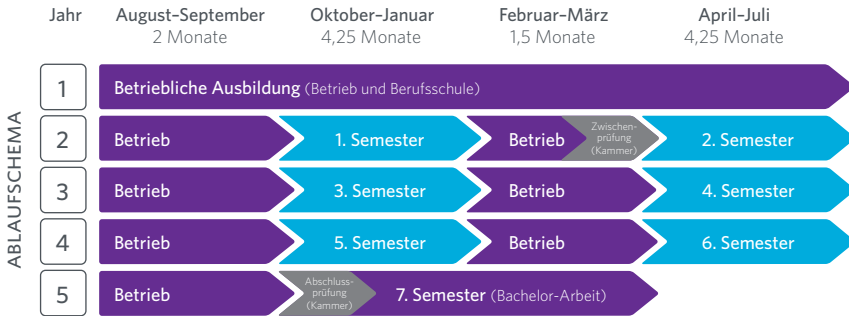 Jahr
August–September
2 Monate
Oktober–Januar
4,25 Monate
Februar–März
1,5 Monate
April–Juli
4,25 Monate
ABLAUFSCHEMA
1
Betriebliche Ausbildung (Betrieb und Berufsschule)
2
Betrieb
1. Semester
Betrieb
Zwischen-
prüfung
(Kammer)
2. Semester
3
Betrieb
3. Semester
Betrieb
4. Semester
4
Betrieb
5. Semester
Betrieb
6. Semester
5
Betrieb
Abschluss-
prüfung
(Kammer)
7. Semester (Bachelor-Arbeit)